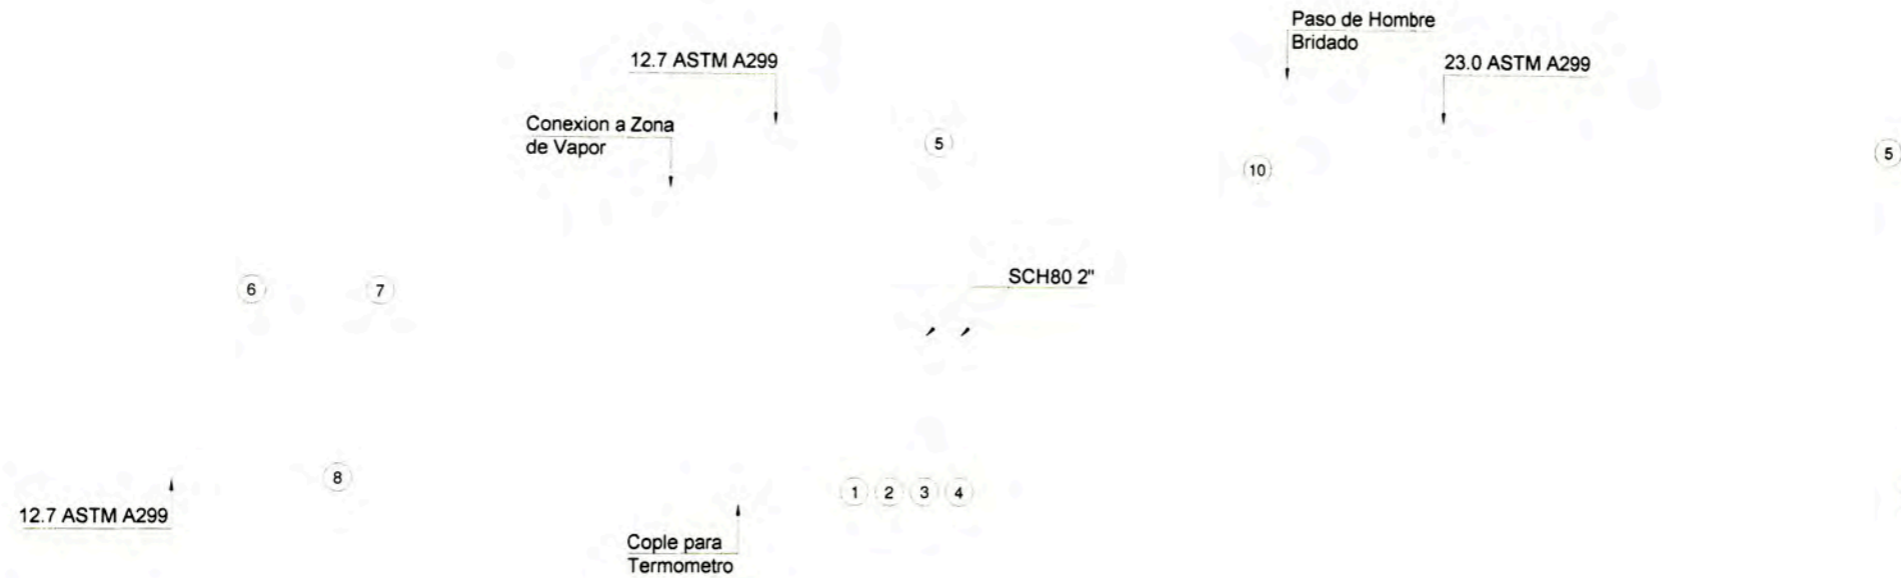 Paso de Hombre
Bridado
12.7 ASTM A299
23.0 ASTM A299
Conexion a Zona
de Vapor
5
5
10
SCH80 2"
6
7
8
1 2 3 4
12.7 ASTM A299
Cople para
Termometro